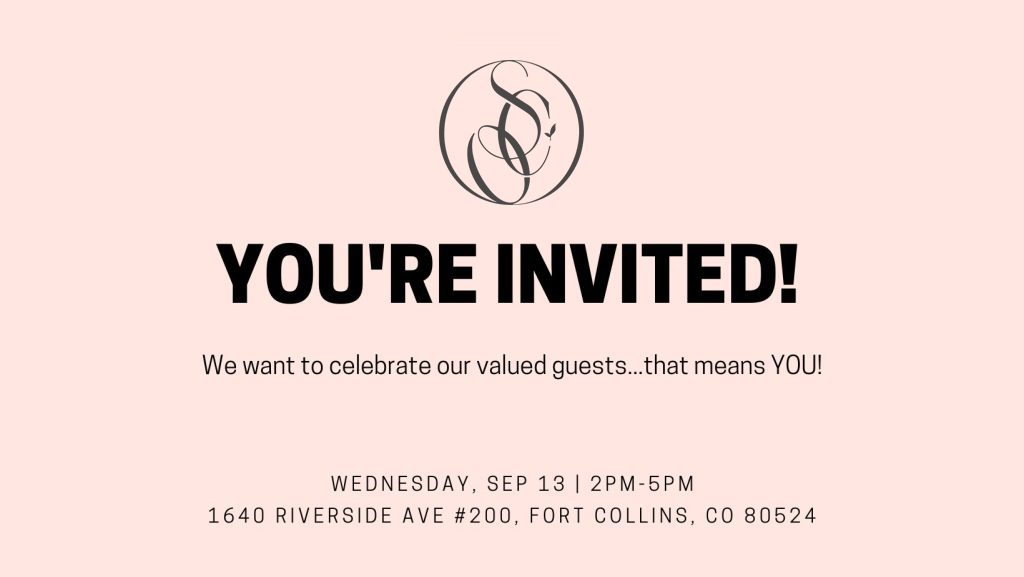 YOU'RE INVITED!
We want to celebrate our valued guests...that means YOU!
WEDNESDAY, SEP 13 | 2PM-5PM
1640 RIVERSIDE AVE #200, FORT COLLINS, CO 80524